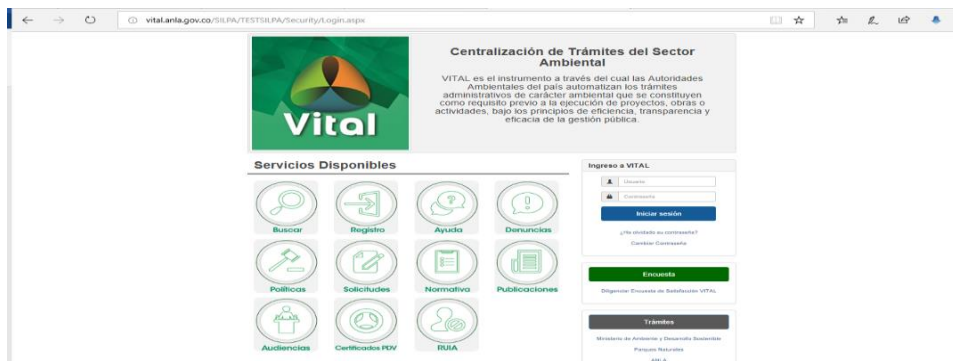 vital.anla.gov.co/SILPA/TESTSILPA/Security/Login.aspx
Vital
Centralización de Trámites del Sector
Ambiental
VITAL es el instrumento a través del cual las Autoridades
Ambientales del país automatizan los trámites
administrativos de carácter ambiental que se constituyen
como requisito previo a la ejecución de proyectos, obras o
actividades, bajo los principios de eficiencia, transparencia y
eficacia de la gestión pública.
Servicios Disponibles
Buscar Registro Ayuda Denuncias
Políticas Solicitudes Normativa Publicaciones
Audiencias Certificados PDV RUIA
Ingreso a VITAL
Usuario
Contraseña
Iniciar sesión
¿Ha olvidado su contraseña?
Cambiar Contraseña
Encuesta
Diligenciar Encuesta de Satisfacción VITAL
Trámites
Ministerio de Ambiente y Desarrollo Sostenible
Parques Naturales
ANLA